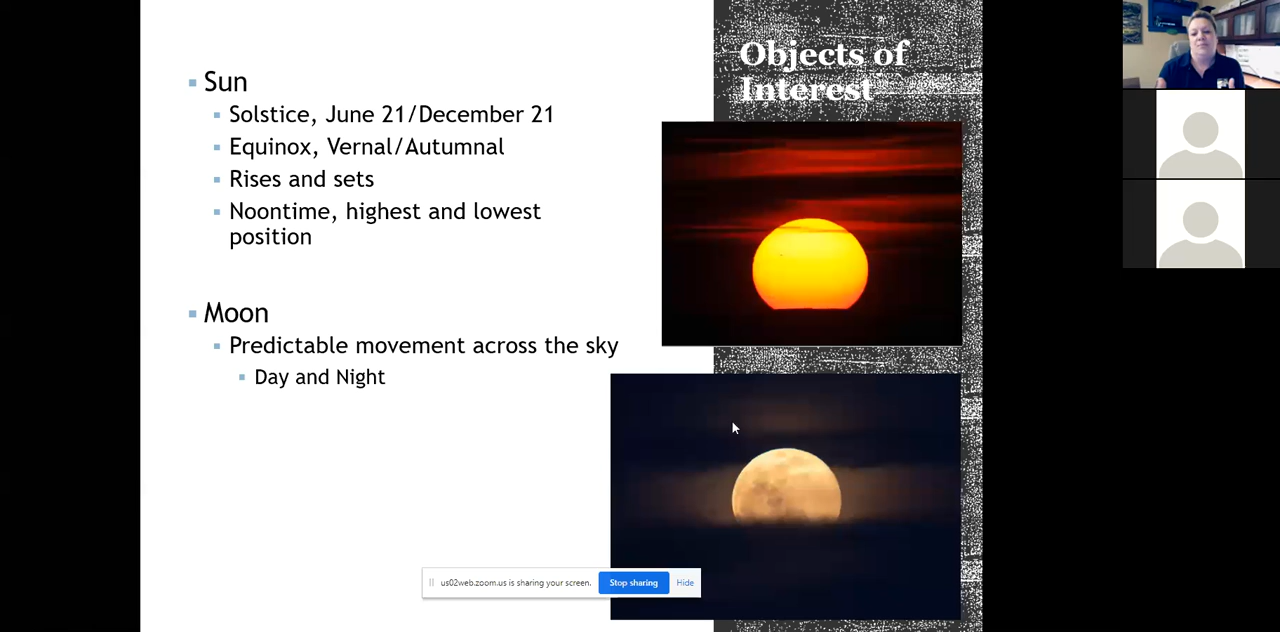 Objects of
Interest
Sun
Solstice, June 21/December 21
Equinox, Vernal/Autumnal
Rises and sets
Noontime, highest and lowest
position
Moon
Predictable movement across the sky
Day and Night
us02web.zoom.us is sharing your screen. Stop sharing Hide